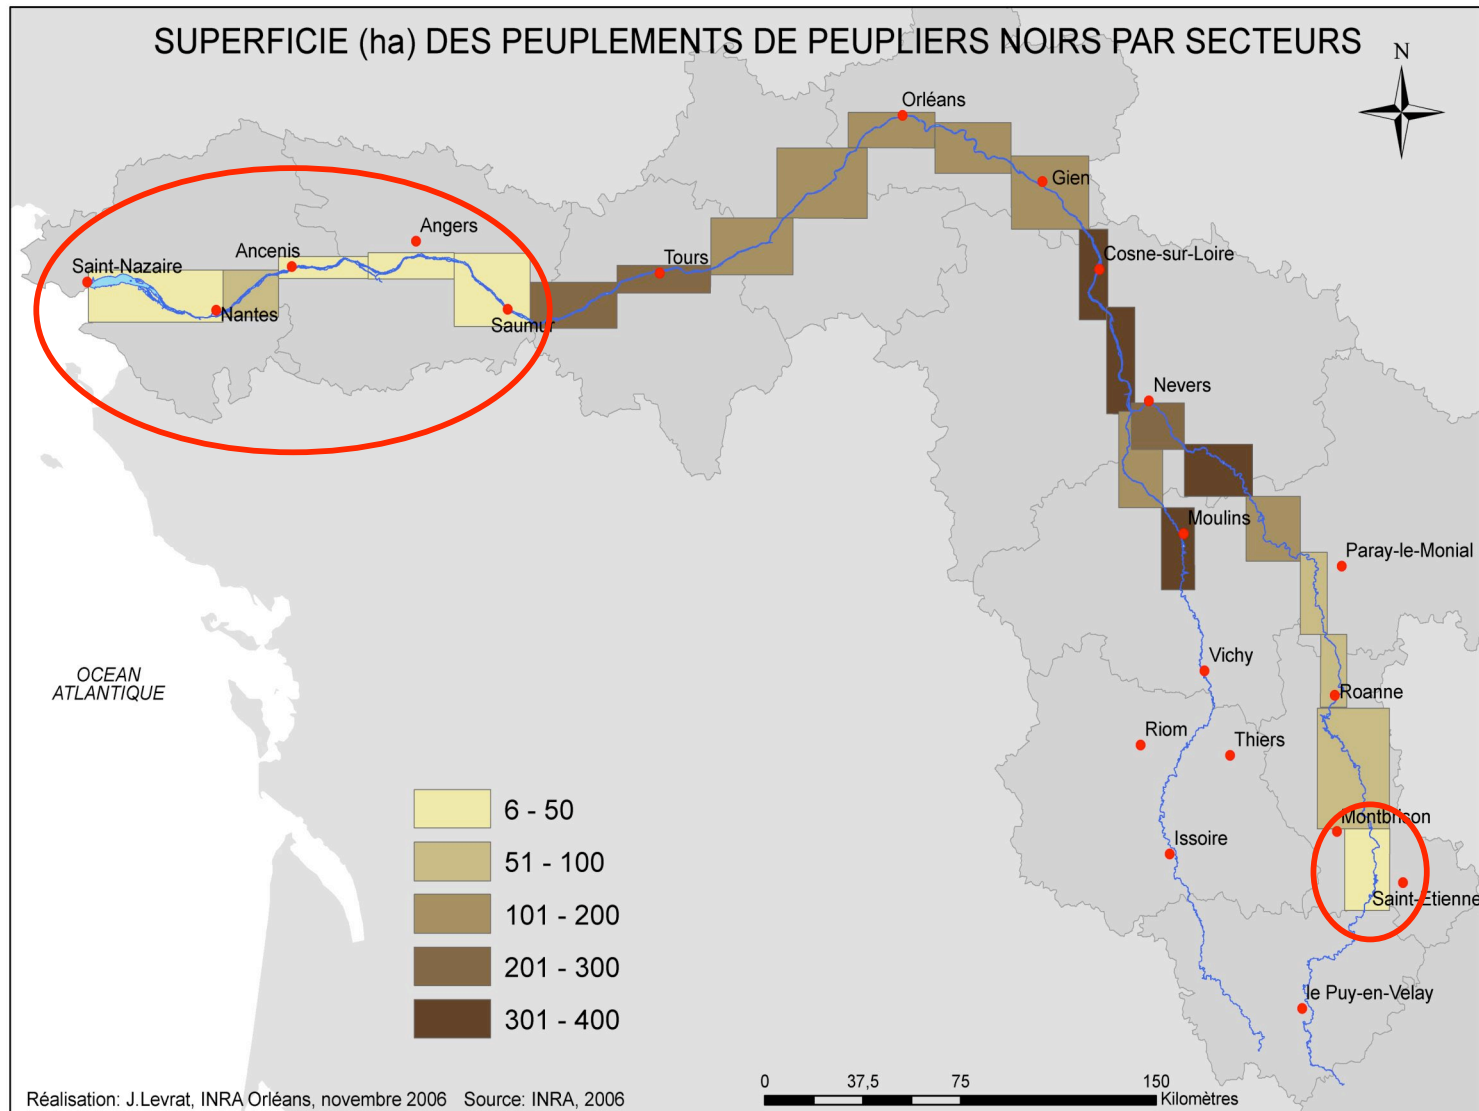 SUPERFICIE (ha) DES PEUPLEMENTS DE PEUPLIERS NOIRS PAR SECTEURS
N
Orléans
Gien
Angers
Ancenis
Saint-Nazaire
Tours
Cosne-sur-Loire
Nantes
Saumur
Nevers
Moulins
Paray-le-Monial
OCEAN
ATLANTIQUE
Vichy
Roanne
Riom
Thiers
6 - 50
51 - 100
101 - 200
201 - 300
301 - 400
Montbrison
Issoire
Saint-Etienne
le Puy-en-Velay
0 37,5 75 150
Kilomètres
Réalisation: J.Levrat, INRA Orléans, novembre 2006 Source: INRA, 2006